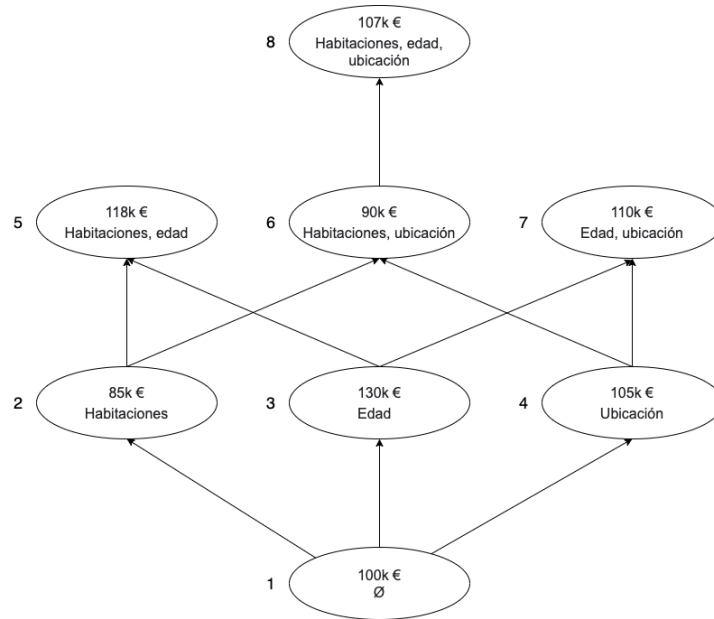 107k €
8
Habitaciones, edad,
ubicación
118k €
5
Habitaciones, edad
90k €
6
Habitaciones, ubicación
110k €
7
Edad, ubicación
85k €
2
Habitaciones
130k €
3
Edad
105k €
4
Ubicación
100k €
1
Ø